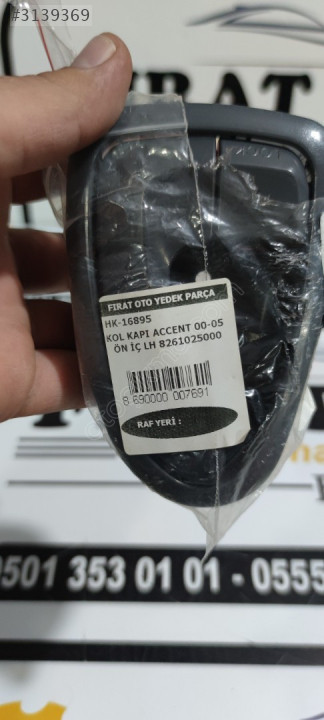 #3139369
LOCK
FIRAT OTO YEDEK PARÇA
HK-16895
KOL KAPI ACCENT 00-05
ÖN İÇ LH 8261025000
8 690000 007691
RAF YERİ :
0501 353 01 01 - 0555